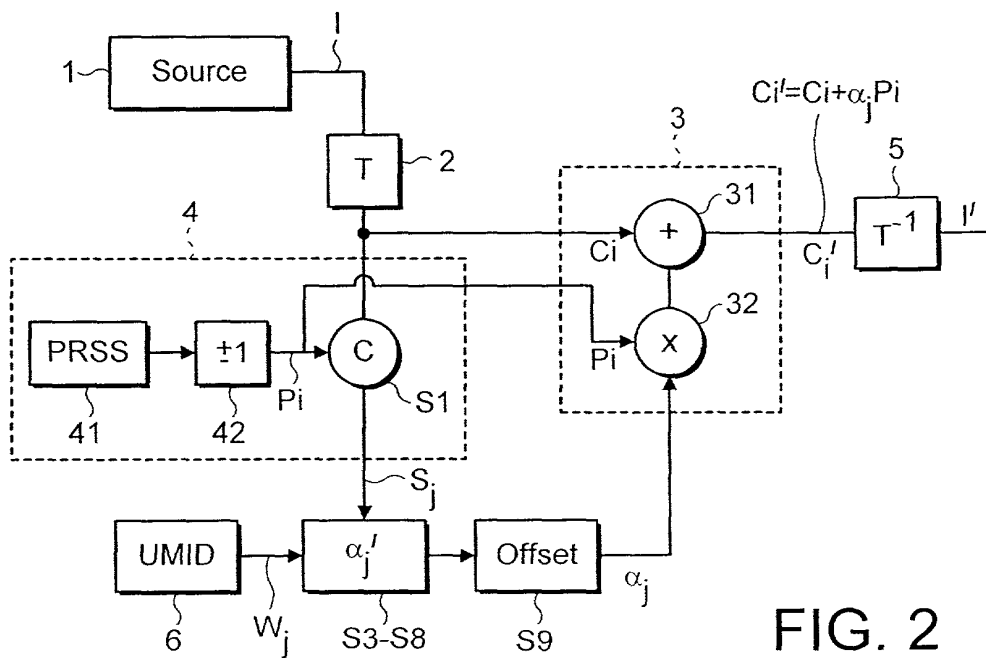 I
1 Source
Ci'=Ci+αjPi
T 2
3
5
31
4
+
Ci
Ci'
T-1
I'
32
PRSS
±1
C
Pi
x
Pi
41
42
S1
Sj
UMID
αj'
Offset
αj
6
Wj
S3-S8
S9
FIG. 2